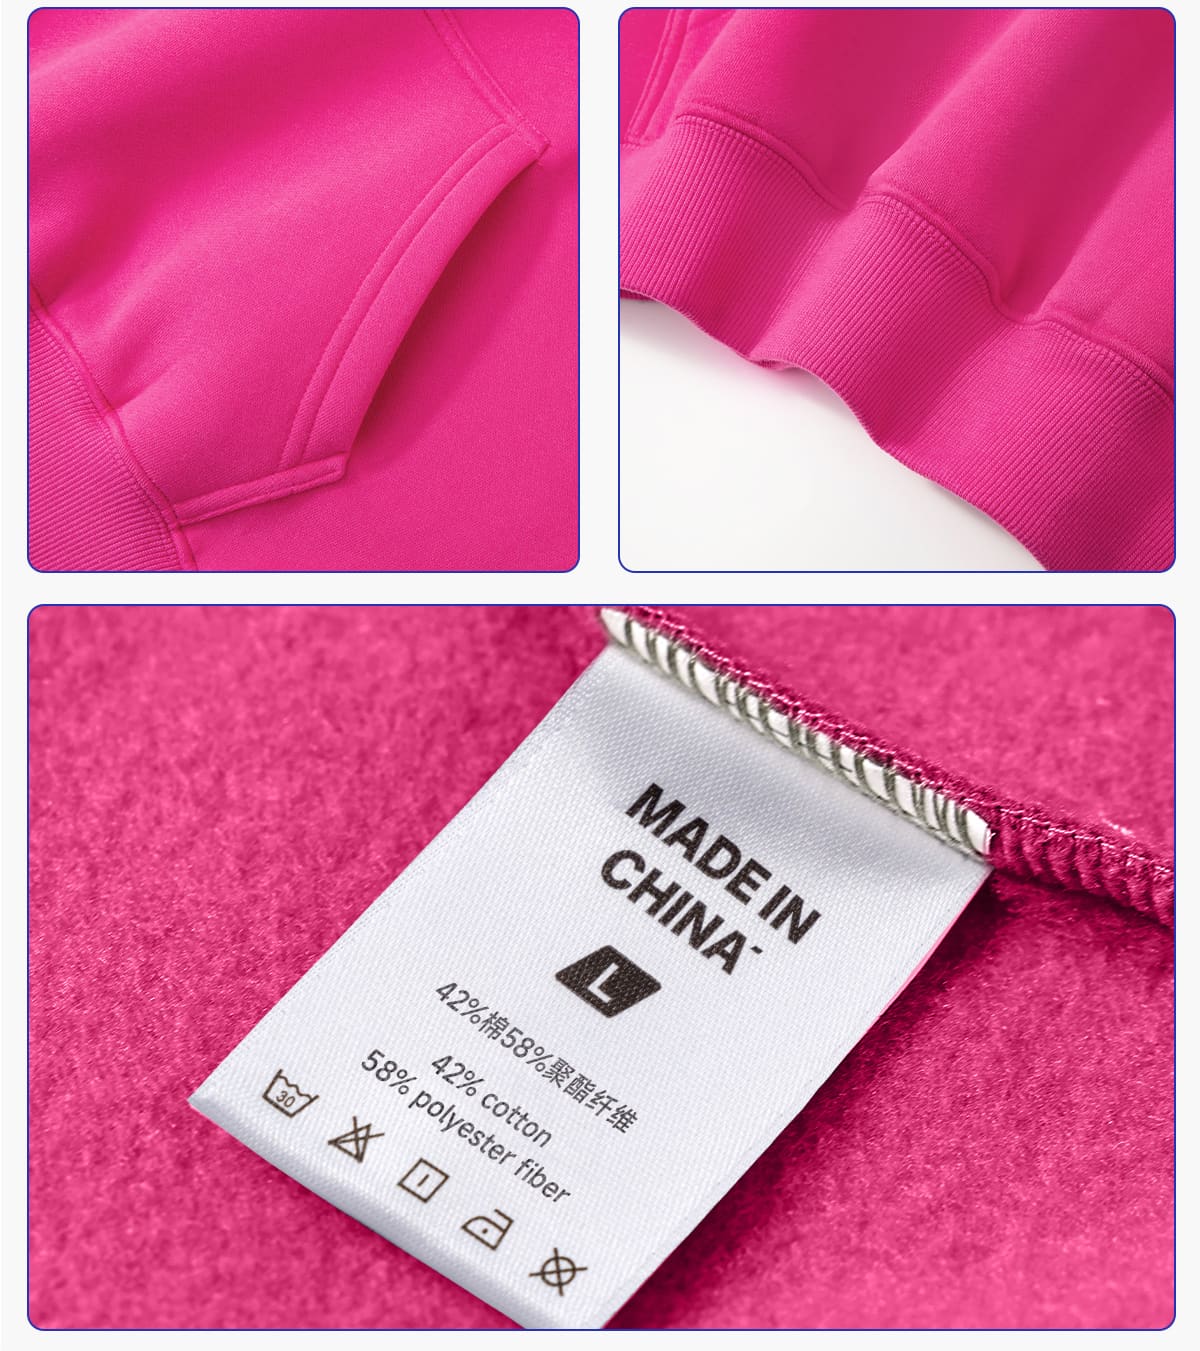 MADE IN
CHINA
L
42%棉58%聚酯纤维
42% cotton
58% polyester fiber
30